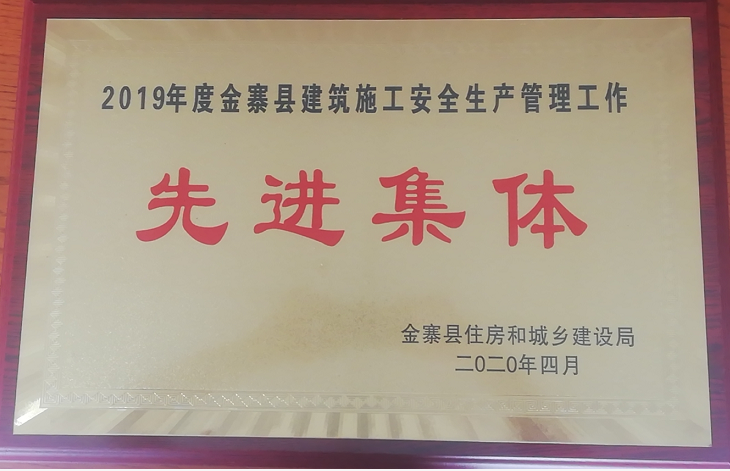 2019年度金寨县建筑施工安全生产管理工作
先进集体
金寨县住房和城乡建设局
二〇二〇年四月